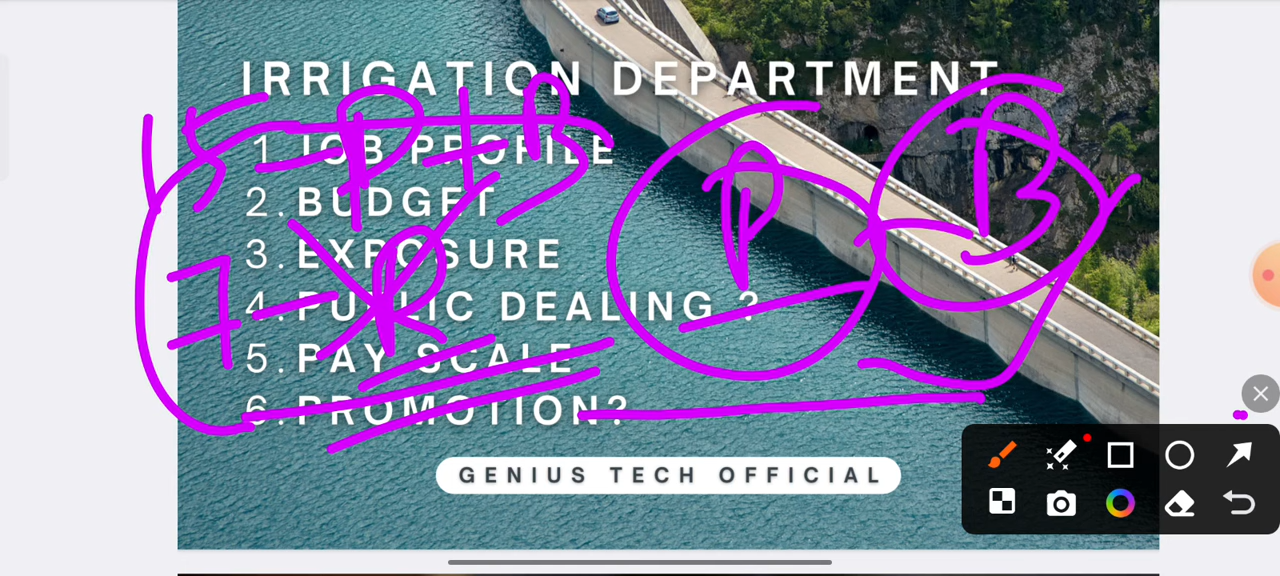 IRRIGATION DEPARTMENT
1. JOB PROFILE
2. BUDGET
3. EXPOSURE
4. PUBLIC DEALING ?
5. PAY SCALE
6. PROMOTION?
GENIUS TECH OFFICIAL